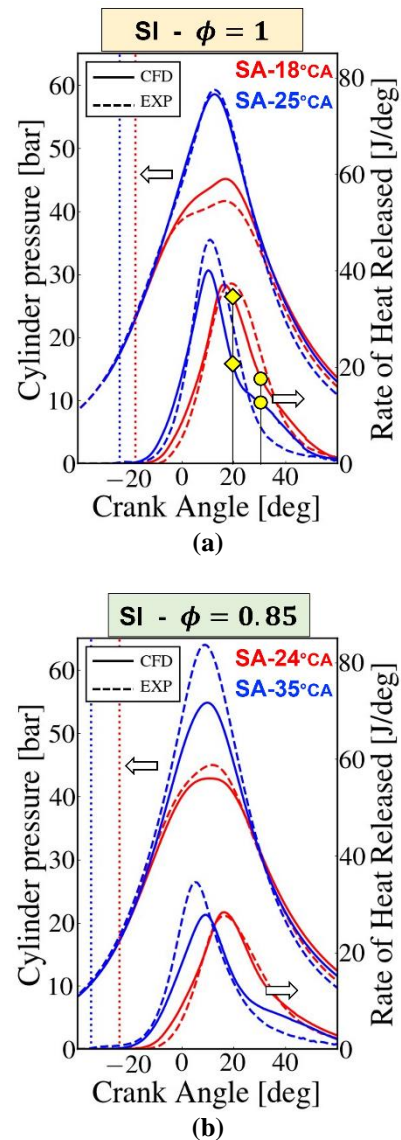 SI - ϕ = 1
CFD
EXP
SA-18°CA
SA-25°CA
Cylinder pressure [bar]
60
50
40
30
20
10
0
Rate of Heat Released [J/deg]
80
60
40
20
0
−20 0 20 40
Crank Angle [deg]
(a)
SI - ϕ = 0.85
CFD
EXP
SA-24°CA
SA-35°CA
Cylinder pressure [bar]
60
50
40
30
20
10
0
Rate of Heat Released [J/deg]
80
60
40
20
0
−20 0 20 40
Crank Angle [deg]
(b)